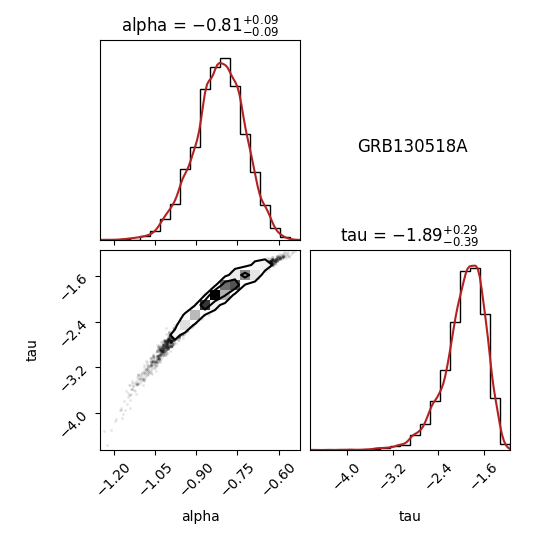 alpha = −0.81+0.09−0.09
GRB130518A
tau = −1.89+0.29−0.39
−1.6
−2.4
−3.2
−4.0
tau
−1.20 −1.05 −0.90 −0.75 −0.60
alpha
−4.0 −3.2 −2.4 −1.6
tau